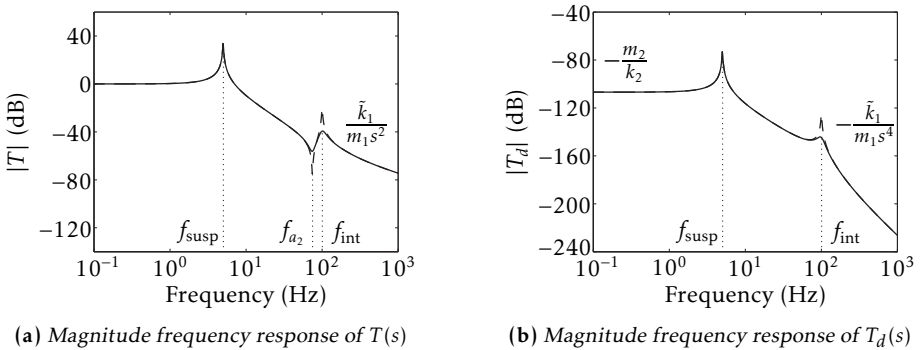 40
0
−40
−80
−120
|T| (dB)
k̃₁
m₁s²
f_susp
f_a₂
f_int
10⁻¹
10⁰
10¹
10²
10³
Frequency (Hz)
(a) Magnitude frequency response of T(s)
−40
−80
−120
−160
−200
−240
|T_d| (dB)
−m₂
k₂
−k̃₁
m₁s⁴
f_susp
f_int
10⁻¹
10⁰
10¹
10²
10³
Frequency (Hz)
(b) Magnitude frequency response of T_d(s)